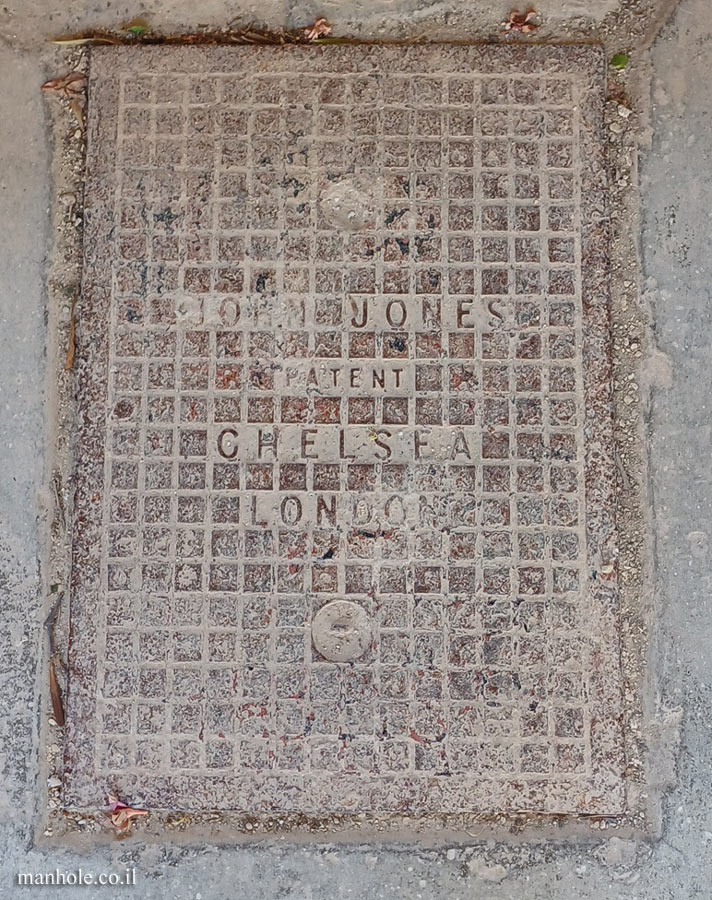 JOHN JONES
PATENT
CHELSEA
LONDON
manhole.co.il